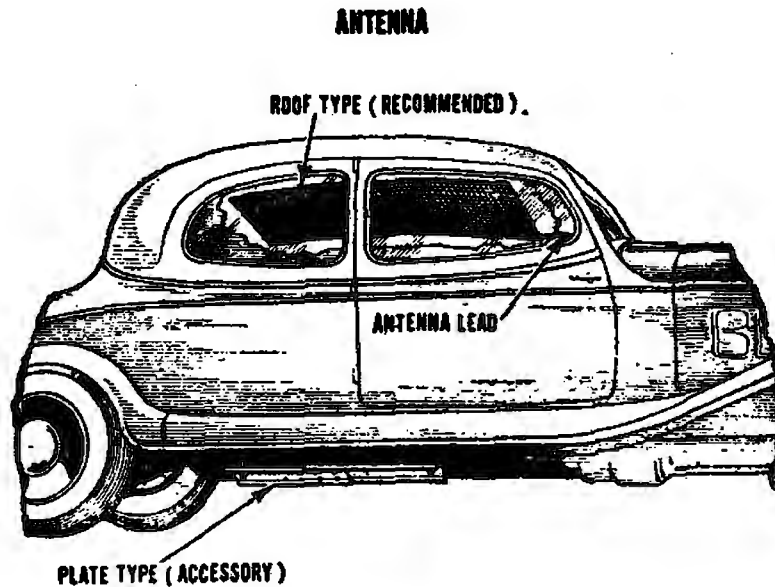 ANTENNA
ROOF TYPE (RECOMMENDED).
ANTENNA LEAD
PLATE TYPE (ACCESSORY)